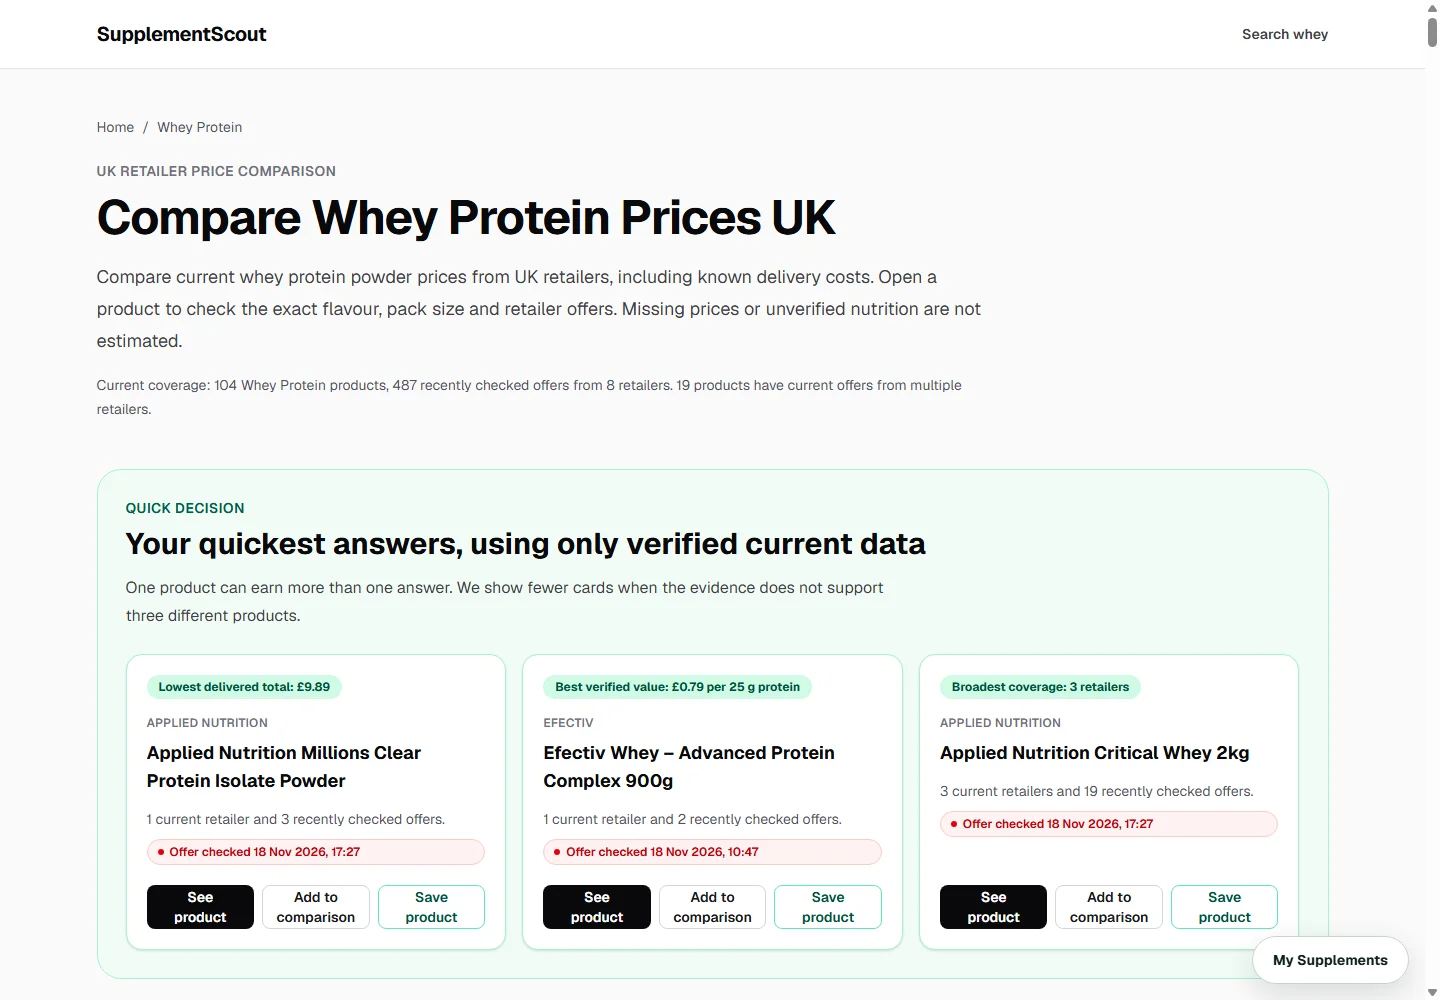 SupplementScout
Search whey
Home / Whey Protein
UK RETAILER PRICE COMPARISON
Compare Whey Protein Prices UK
Compare current whey protein powder prices from UK retailers, including known delivery costs. Open a
product to check the exact flavour, pack size and retailer offers. Missing prices or unverified nutrition are not
estimated.
Current coverage: 104 Whey Protein products, 487 recently checked offers from 8 retailers. 19 products have current offers from multiple
retailers.
QUICK DECISION
Your quickest answers, using only verified current data
One product can earn more than one answer. We show fewer cards when the evidence does not support
three different products.
Lowest delivered total: £9.89
APPLIED NUTRITION
Applied Nutrition Millions Clear
Protein Isolate Powder
1 current retailer and 3 recently checked offers.
Offer checked 18 Nov 2026, 17:27
See
product
Add to
comparison
Save
product
Best verified value: £0.79 per 25 g protein
EFECTIV
Efectiv Whey – Advanced Protein
Complex 900g
1 current retailer and 2 recently checked offers.
Offer checked 18 Nov 2026, 10:47
See
product
Add to
comparison
Save
product
Broadest coverage: 3 retailers
APPLIED NUTRITION
Applied Nutrition Critical Whey 2kg
3 current retailers and 19 recently checked offers.
Offer checked 18 Nov 2026, 17:27
See
product
Add to
comparison
Save
product
My Supplements